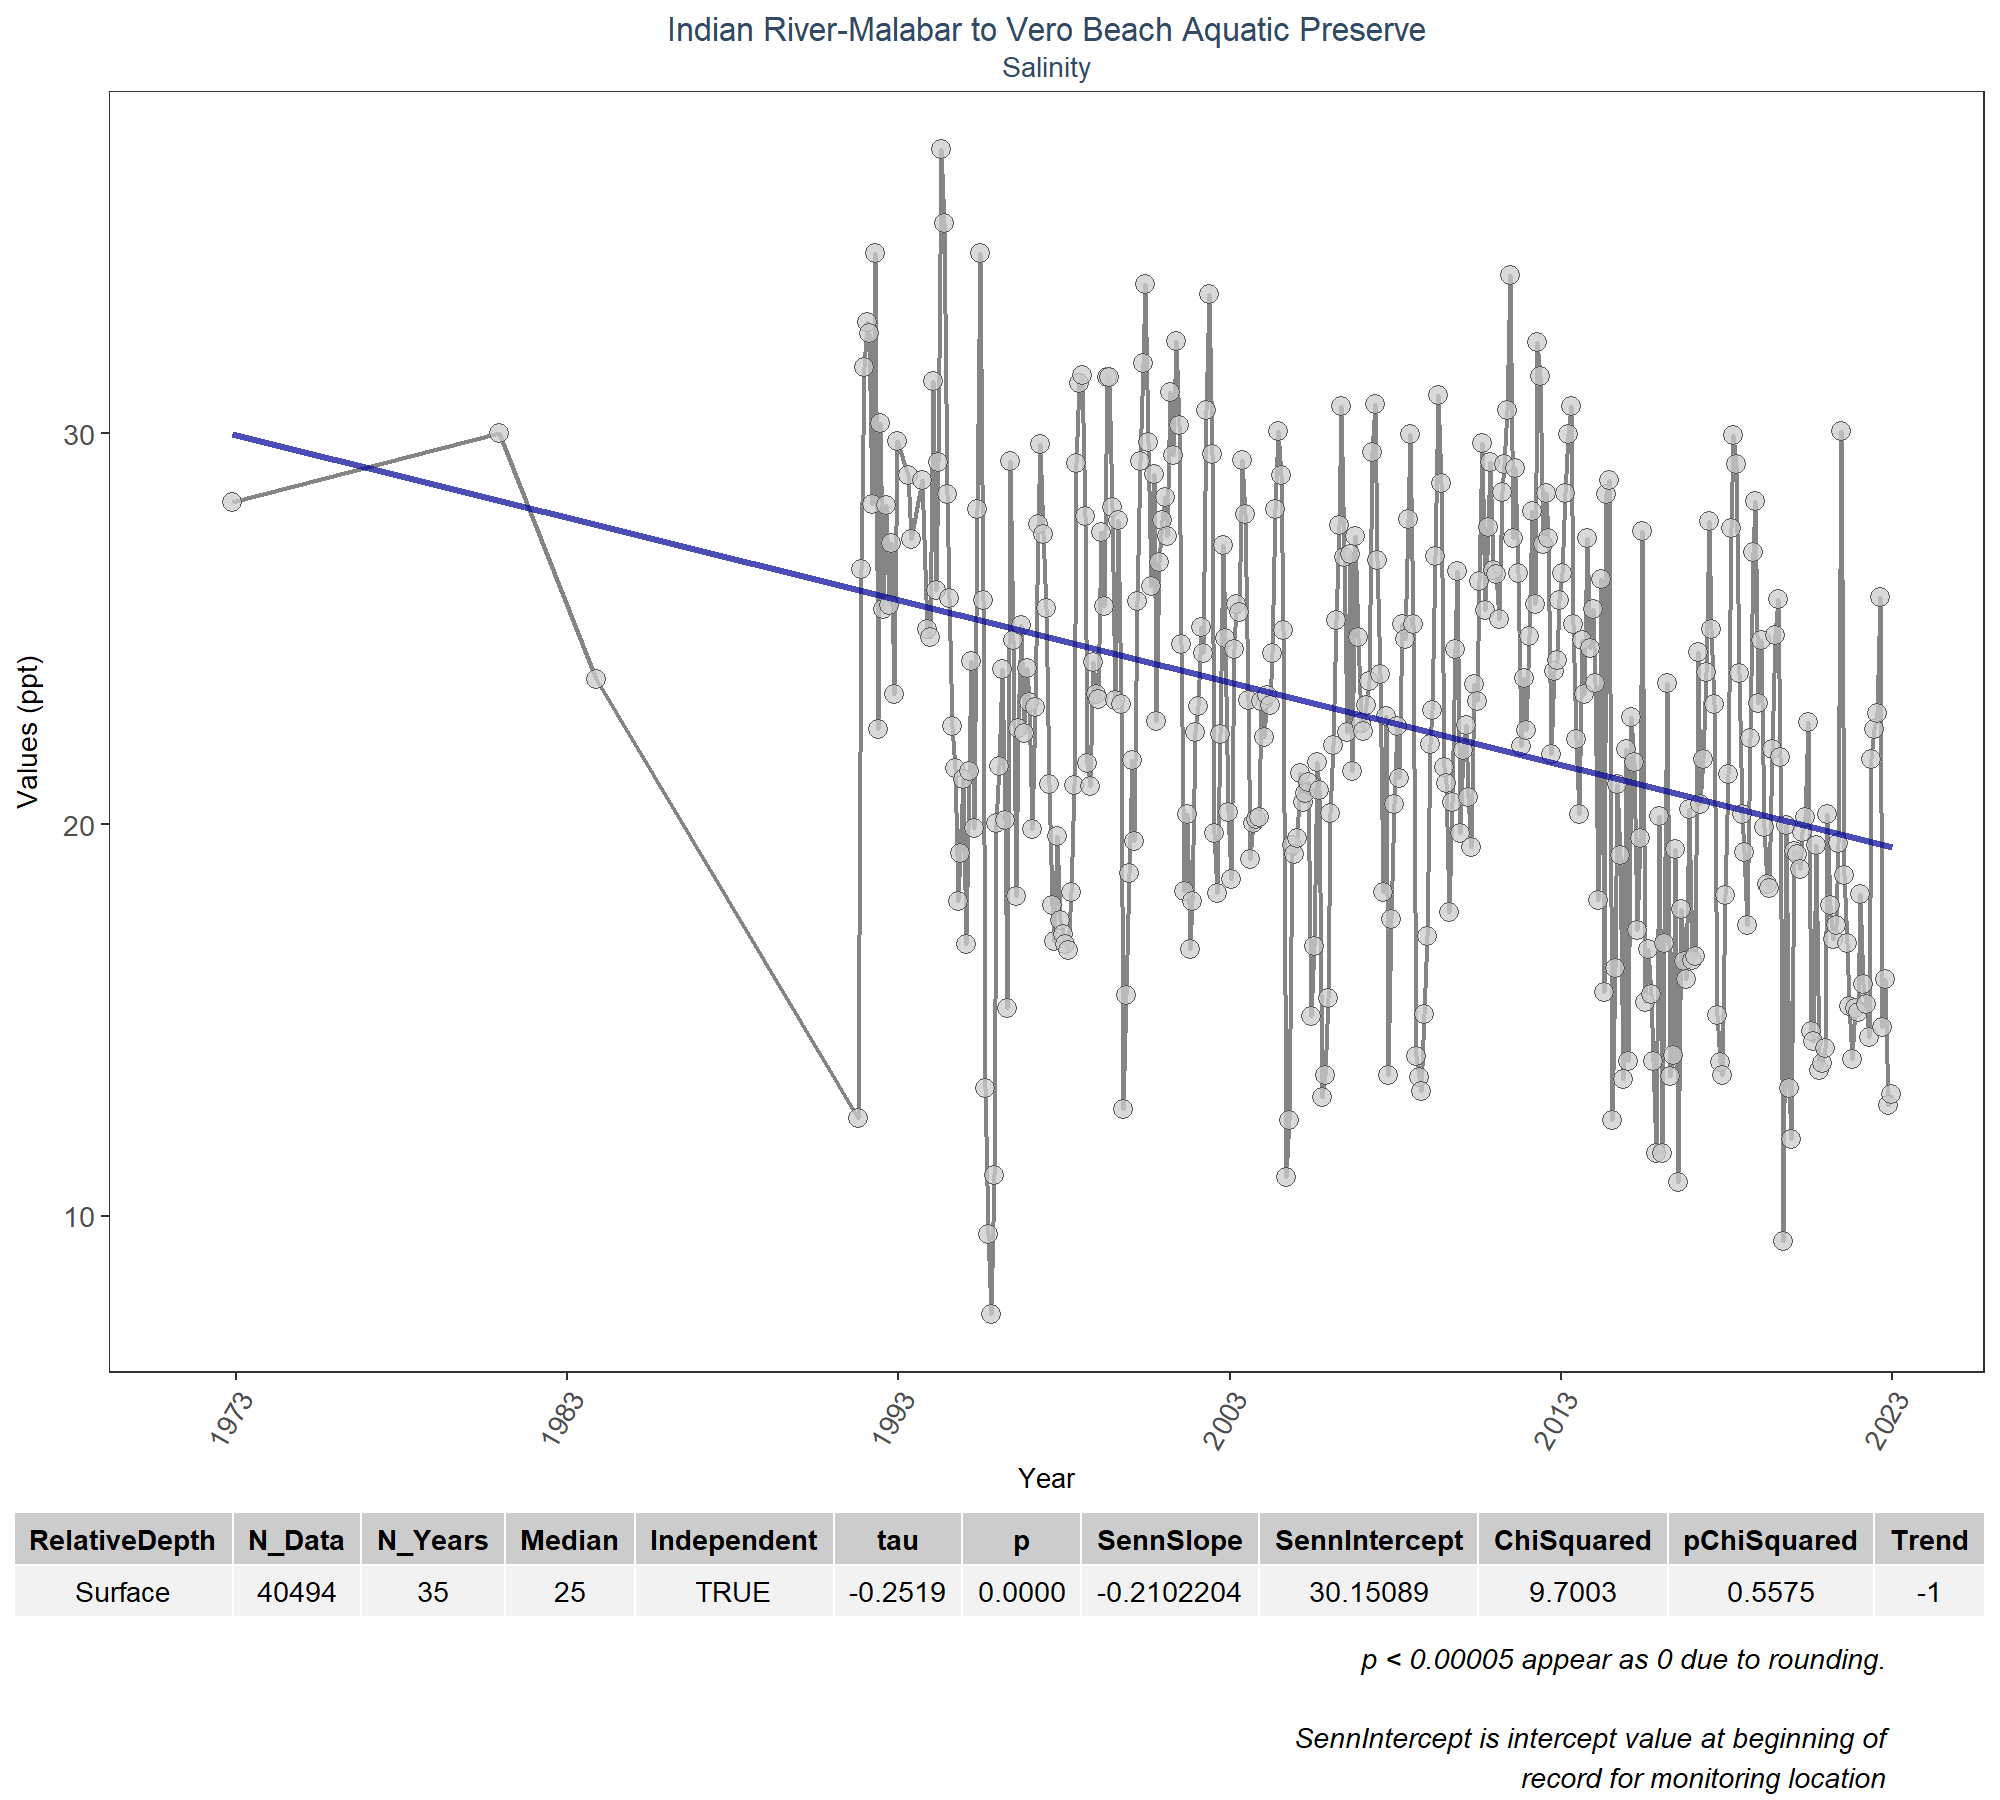 Indian River-Malabar to Vero Beach Aquatic Preserve
Salinity
Values (ppt)
30
20
10
1973 1983 1993 2003 2013 2023
Year
RelativeDepth N_Data N_Years Median Independent tau p SennSlope SennIntercept ChiSquared pChiSquared Trend
Surface 40494 35 25 TRUE -0.2519 0.0000 -0.2102204 30.15089 9.7003 0.5575 -1
p < 0.00005 appear as 0 due to rounding.
SennIntercept is intercept value at beginning of
record for monitoring location